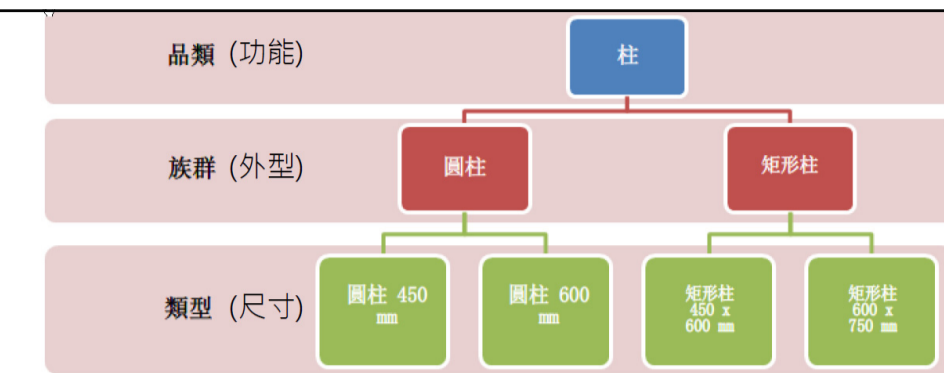 品類 (功能)
柱
族群 (外型)
圓柱
矩形柱
類型 (尺寸)
圓柱 450
mm
圓柱 600
mm
矩形柱
450 x
600 mm
矩形柱
600 x
750 mm